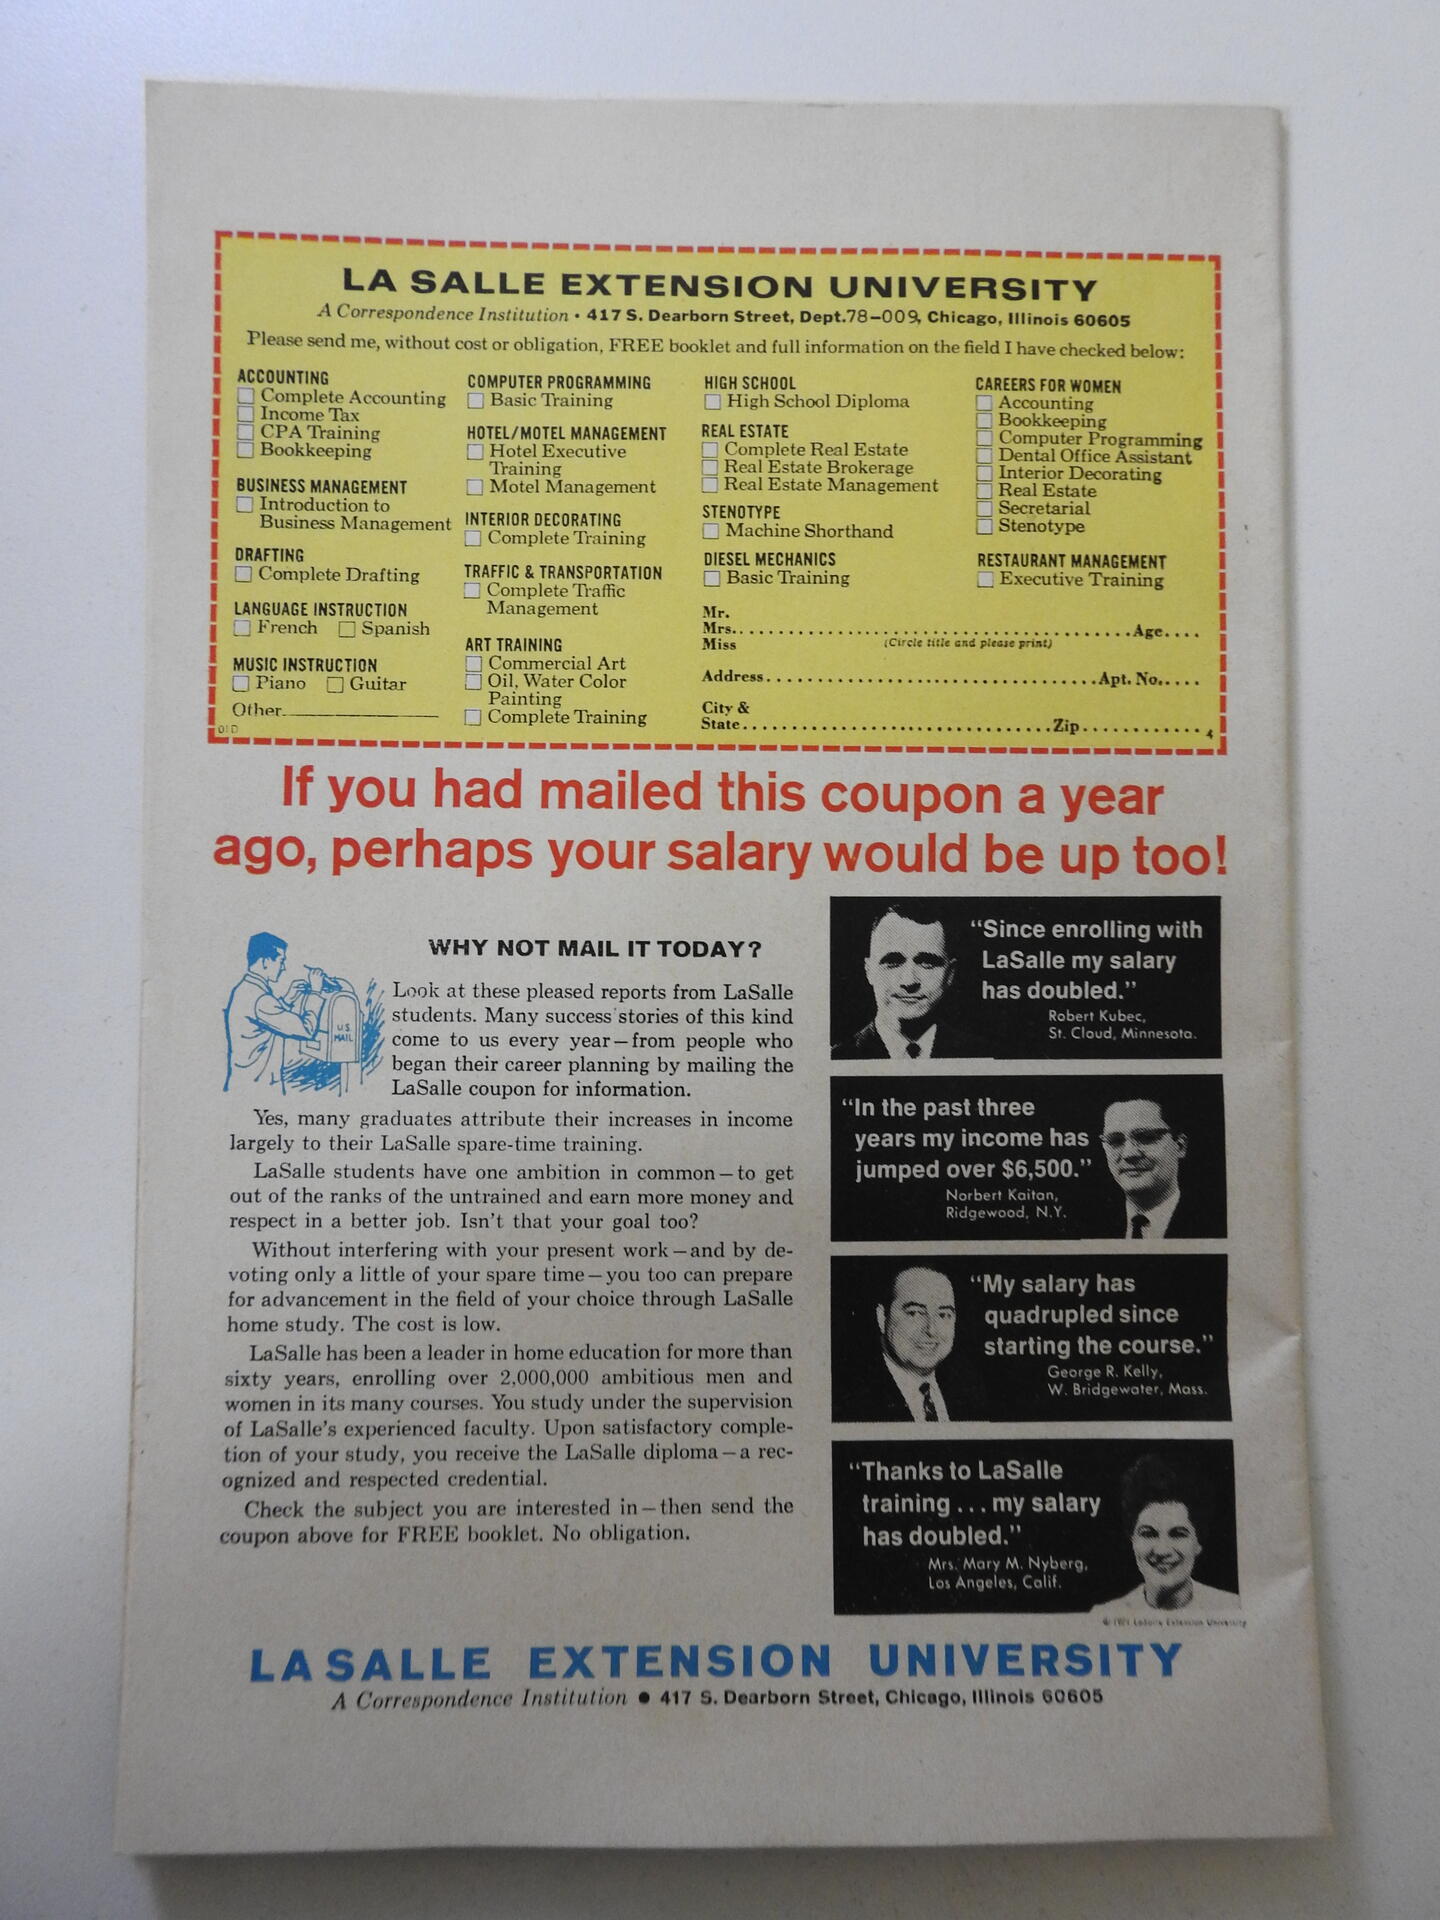 LA SALLE EXTENSION UNIVERSITY
A Correspondence Institution • 417 S. Dearborn Street, Dept.78-009, Chicago, Illinois 60605
Please send me, without cost or obligation, FREE booklet and full information on the field I have checked below:
ACCOUNTING
Complete Accounting
Income Tax
CPA Training
Bookkeeping
BUSINESS MANAGEMENT
Introduction to
Business Management
DRAFTING
Complete Drafting
LANGUAGE INSTRUCTION
French Spanish
MUSIC INSTRUCTION
Piano Guitar
Other
01D
COMPUTER PROGRAMMING
Basic Training
HOTEL/MOTEL MANAGEMENT
Hotel Executive
Training
Motel Management
INTERIOR DECORATING
Complete Training
TRAFFIC & TRANSPORTATION
Complete Traffic
Management
ART TRAINING
Commercial Art
Oil, Water Color
Painting
Complete Training
HIGH SCHOOL
High School Diploma
REAL ESTATE
Complete Real Estate
Real Estate Brokerage
Real Estate Management
STENOTYPE
Machine Shorthand
DIESEL MECHANICS
Basic Training
CAREERS FOR WOMEN
Accounting
Bookkeeping
Computer Programming
Dental Office Assistant
Interior Decorating
Real Estate
Secretarial
Stenotype
RESTAURANT MANAGEMENT
Executive Training
Mr.
Mrs. Age
Miss (Circle title and please print)
Address Apt. No.
City &
State Zip
4
If you had mailed this coupon a year
ago, perhaps your salary would be up too!
WHY NOT MAIL IT TODAY?
U.S.
MAIL
Look at these pleased reports from LaSalle
students. Many success stories of this kind
come to us every year—from people who
began their career planning by mailing the
LaSalle coupon for information.
Yes, many graduates attribute their increases in income
largely to their LaSalle spare-time training.
LaSalle students have one ambition in common—to get
out of the ranks of the untrained and earn more money and
respect in a better job. Isn't that your goal too?
Without interfering with your present work—and by de-
voting only a little of your spare time—you too can prepare
for advancement in the field of your choice through LaSalle
home study. The cost is low.
LaSalle has been a leader in home education for more than
sixty years, enrolling over 2,000,000 ambitious men and
women in its many courses. You study under the supervision
of LaSalle's experienced faculty. Upon satisfactory comple-
tion of your study, you receive the LaSalle diploma—a rec-
ognized and respected credential.
Check the subject you are interested in—then send the
coupon above for FREE booklet. No obligation.
"Since enrolling with
LaSalle my salary
has doubled."
Robert Kubec,
St. Cloud, Minnesota.
"In the past three
years my income has
jumped over $6,500."
Norbert Kaitan,
Ridgewood, N.Y.
"My salary has
quadrupled since
starting the course."
George R. Kelly,
W. Bridgewater, Mass.
"Thanks to LaSalle
training ... my salary
has doubled."
Mrs. Mary M. Nyberg,
Los Angeles, Calif.
© 1971 LaSalle Extension University
LASALLE EXTENSION UNIVERSITY
A Correspondence Institution • 417 S. Dearborn Street, Chicago, Illinois 60605